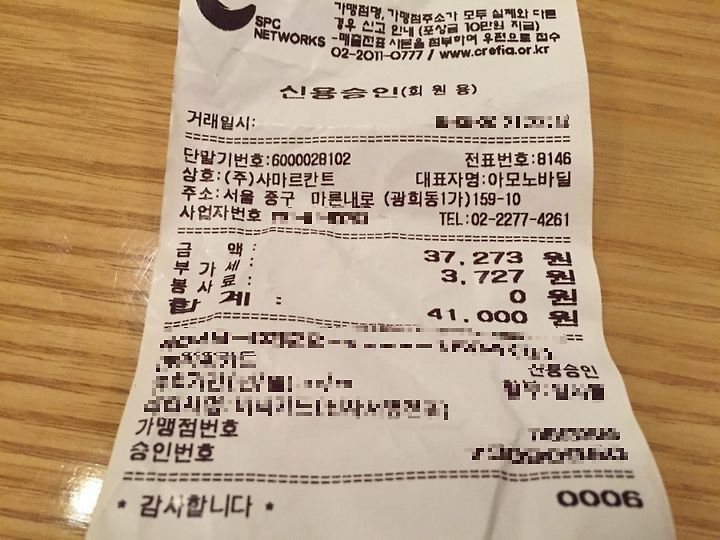 SPC
NETWORKS
가맹점명, 가맹점주소가 모두 실제와 다른
경우 신고 안내 (포상금 10만원 지급)
-매출전표 사본을 첨부하여 우편으로 접수
02-2011-0777 / www.crefia.or.kr
신용승인(회 원 용)
거래일시:
단말기번호:6000028102 전표번호:8146
상호:(주)사마르칸트 대표자명:아모노바딜
주소:서울 중구 마른내로 (광희동1가)159-10
사업자번호 TEL:02-2277-4261
금 액 : 37,273 원
부 가 세 : 3,727 원
봉 사 료 : 0 원
합 계 : 41,000 원
신용승인
할부:일시불
가맹점번호
승인번호
* 감사합니다 * 0006